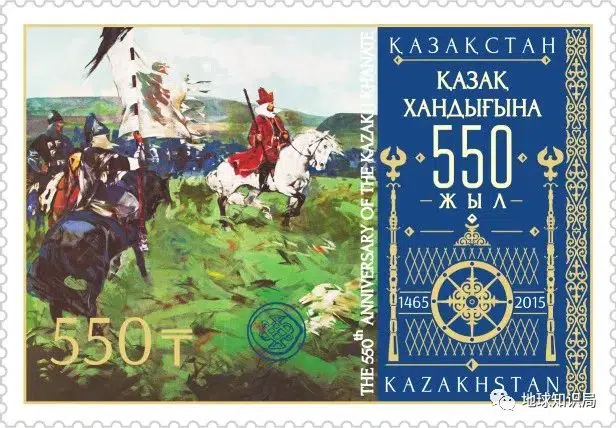 ҚАЗАҚСТАН
ҚАЗАҚ
ХАНДЫҒЫНА
550
ЖЫЛ
1465 2015
KAZAKHSTAN
THE 550th ANNIVERSARY OF THE KAZAKH KHANATE
550₸
地球知识局